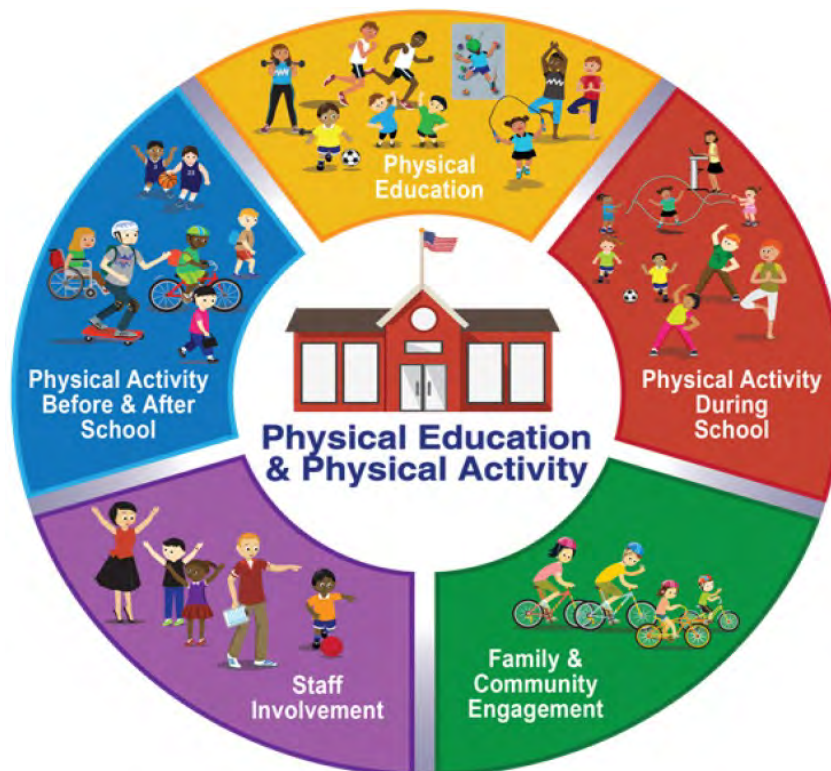 Physical
Education
Physical Activity
Before & After
School
Physical Activity
During
School
Physical Education
& Physical Activity
Staff
Involvement
Family &
Community
Engagement